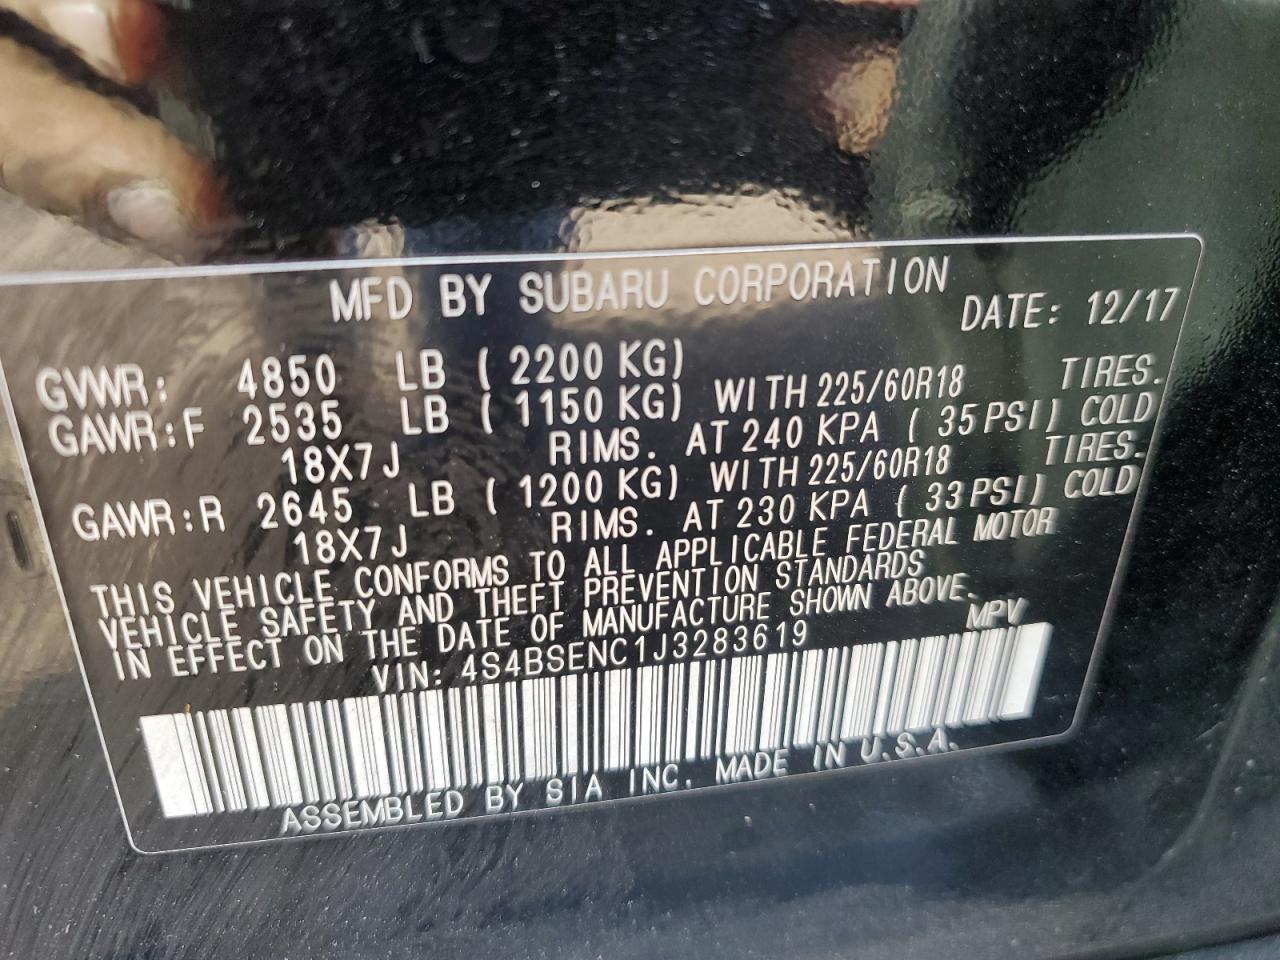 MFD BY SUBARU CORPORATION
DATE: 12/17
GVWR: 4850 LB ( 2200 KG)
GAWR:F 2535 LB ( 1150 KG) WITH 225/60R18 TIRES.
18X7J RIMS. AT 240 KPA ( 35 PSI) COLD
GAWR:R 2645 LB ( 1200 KG) WITH 225/60R18 TIRES.
18X7J RIMS. AT 230 KPA ( 33 PSI) COLD
THIS VEHICLE CONFORMS TO ALL APPLICABLE FEDERAL MOTOR
VEHICLE SAFETY AND THEFT PREVENTION STANDARDS
IN EFFECT ON THE DATE OF MANUFACTURE SHOWN ABOVE.
VIN: 4S4BSENC1J3283619 MPV
ASSEMBLED BY SIA INC. MADE IN U.S.A.